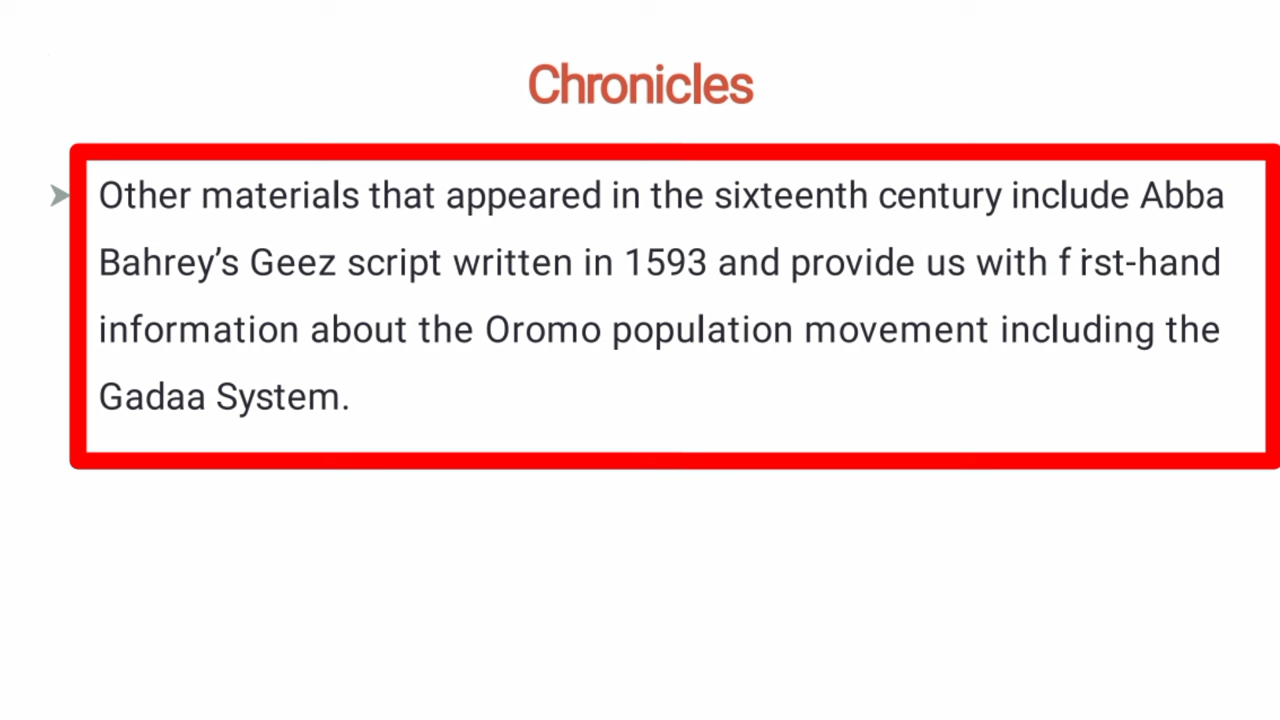 Chronicles
➤ Other materials that appeared in the sixteenth century include Abba
Bahrey’s Geez script written in 1593 and provide us with f irst-hand
information about the Oromo population movement including the
Gadaa System.